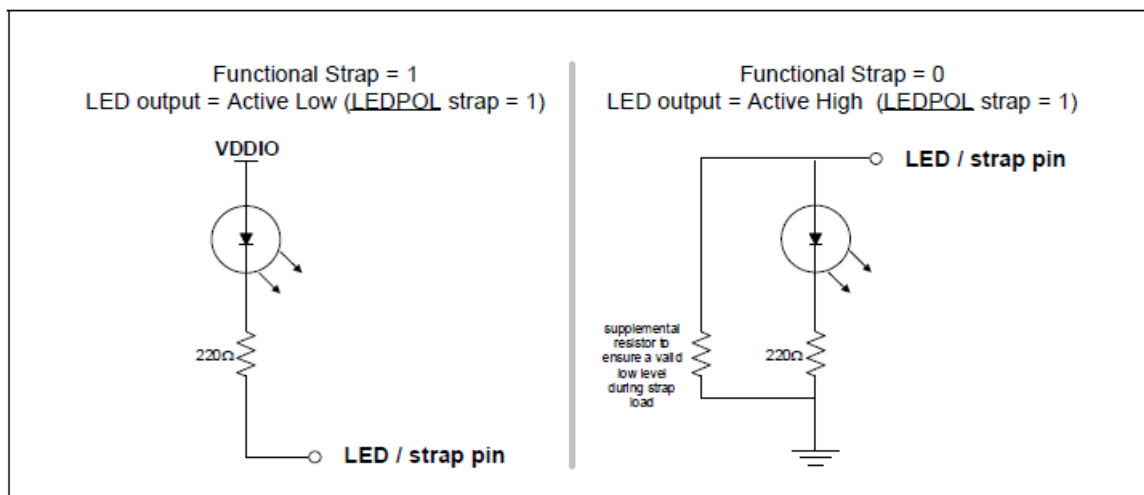 Functional Strap = 1
LED output = Active Low (LEDPOL strap = 1)
VDDIO
220Ω
LED / strap pin
Functional Strap = 0
LED output = Active High (LEDPOL strap = 1)
LED / strap pin
supplemental
resistor to
ensure a valid
low level
during strap
load
220Ω